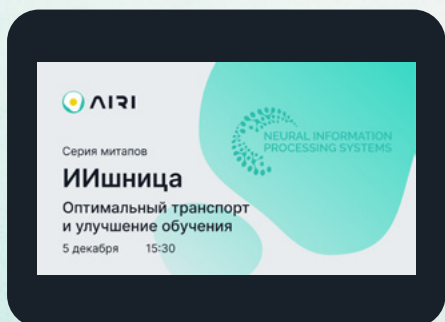 AIRI
NEURAL INFORMATION
PROCESSING SYSTEMS
Серия митапов
ИИшница
Оптимальный транспорт
и улучшение обучения
5 декабря 15:30